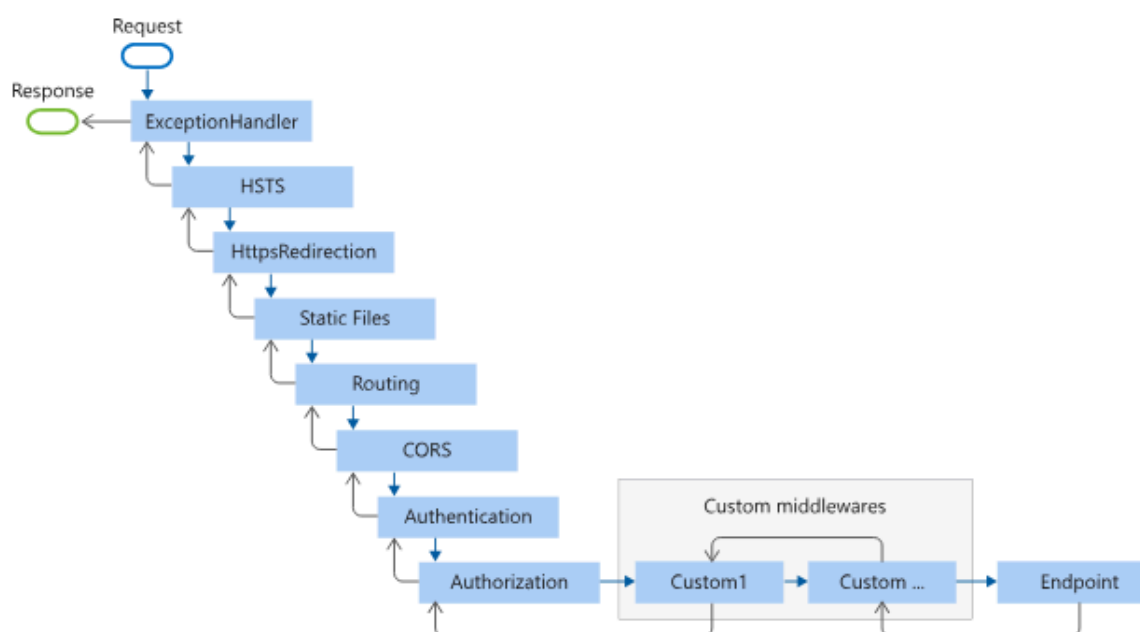 Request
Response
ExceptionHandler
HSTS
HttpsRedirection
Static Files
Routing
CORS
Authentication
Custom middlewares
Authorization
Custom1
Custom ...
Endpoint